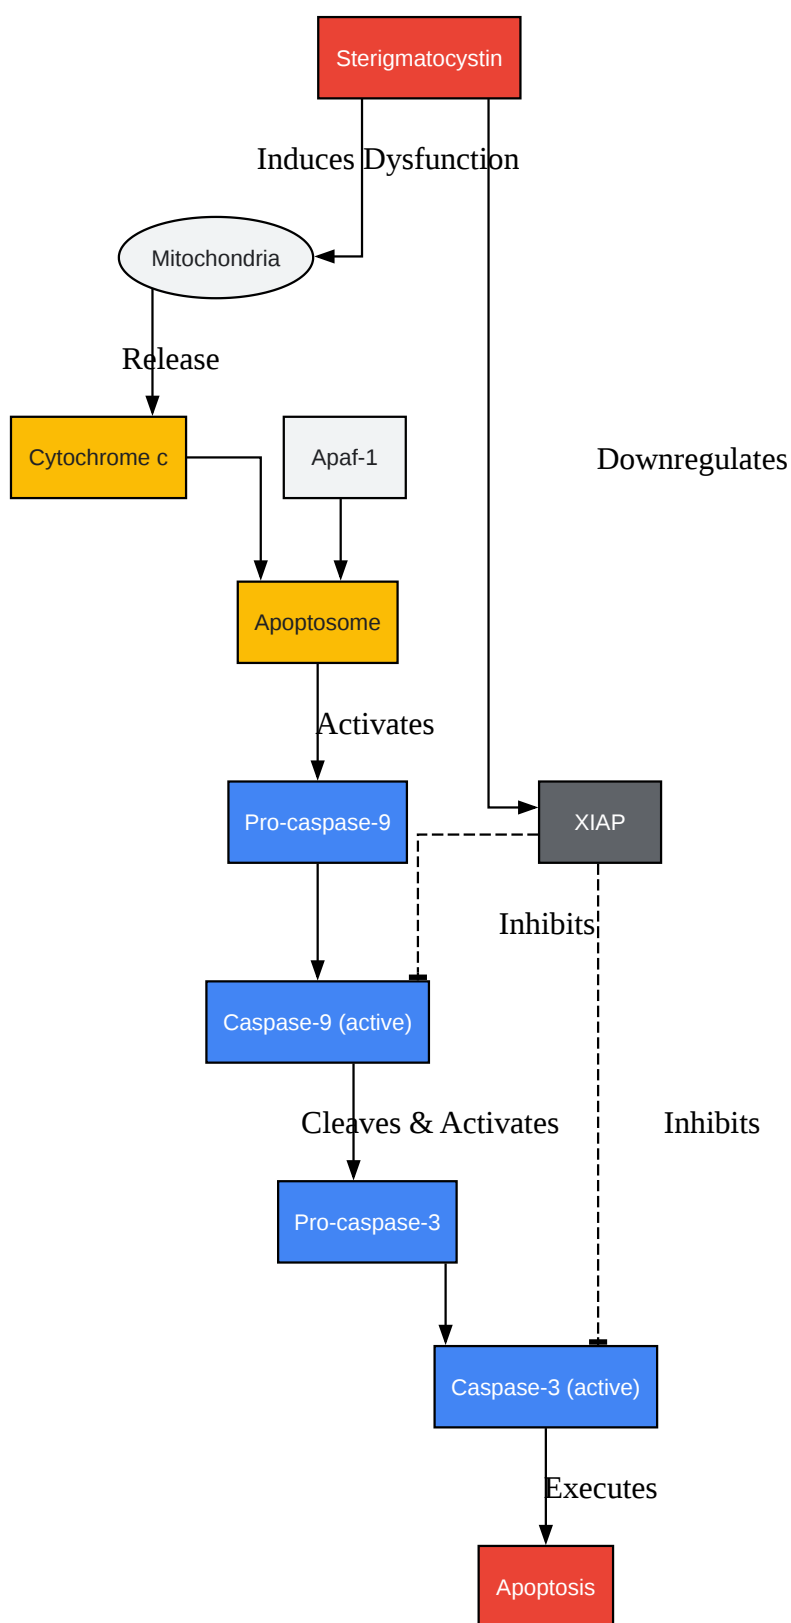 Sterigmatocystin
Induces Dysfunction
Mitochondria
Release
Cytochrome c
Apaf-1
Downregulates
Apoptosome
Activates
Pro-caspase-9
XIAP
Inhibits
Caspase-9 (active)
Cleaves & Activates
Inhibits
Pro-caspase-3
Caspase-3 (active)
Executes
Apoptosis